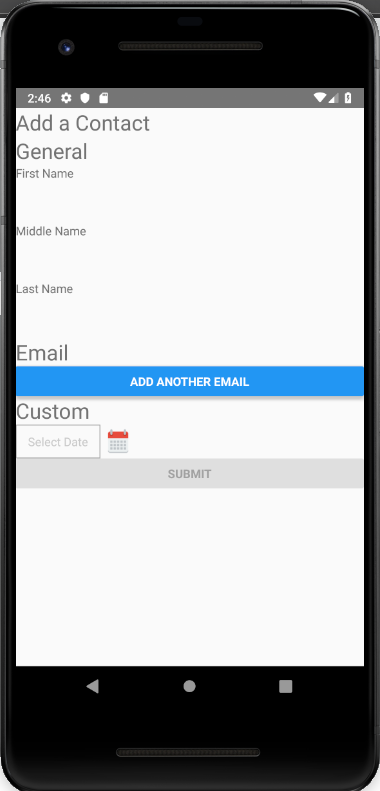 2:46
Add a Contact
General
First Name
Middle Name
Last Name
Email
ADD ANOTHER EMAIL
Custom
Select Date
SUBMIT